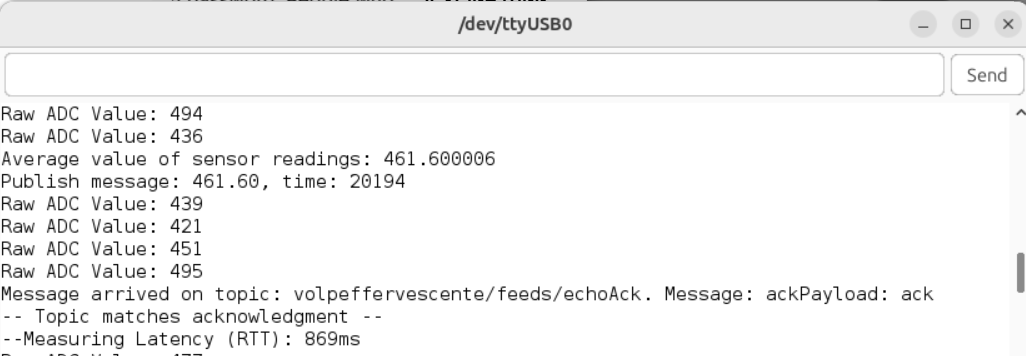 /dev/ttyUSB0
Send
Raw ADC Value: 494
Raw ADC Value: 436
Average value of sensor readings: 461.600006
Publish message: 461.60, time: 20194
Raw ADC Value: 439
Raw ADC Value: 421
Raw ADC Value: 451
Raw ADC Value: 495
Message arrived on topic: volpeffervescente/feeds/echoAck. Message: ackPayload: ack
-- Topic matches acknowledgment --
--Measuring Latency (RTT): 869ms